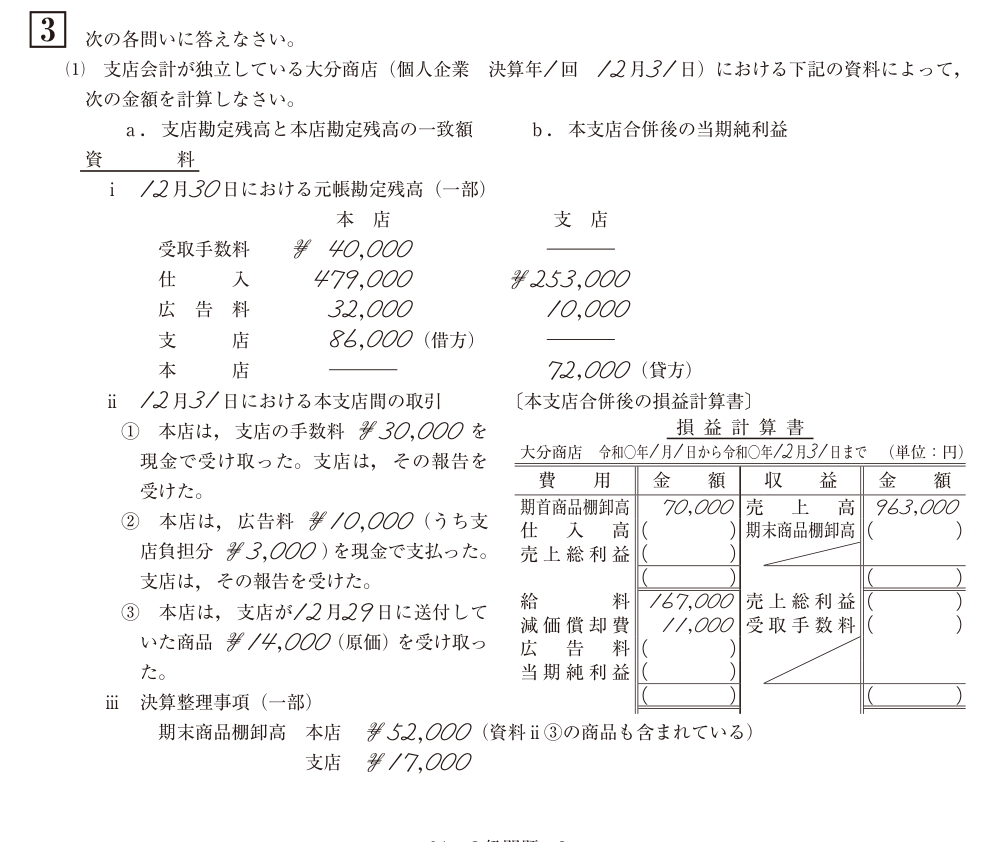 3 次の各問いに答えなさい。
(1) 支店会計が独立している大分商店（個人企業 決算年1回 12月31日）における下記の資料によって，
次の金額を計算しなさい。
a．支店勘定残高と本店勘定残高の一致額 b．本支店合併後の当期純利益
資 料
ⅰ 12月30日における元帳勘定残高（一部）
本 店 支 店
受取手数料 ¥ 40,000 ―――
仕 入 479,000 ¥253,000
広 告 料 32,000 10,000
支 店 86,000（借方） ―――
本 店 ――― 72,000（貸方）
ⅱ 12月31日における本支店間の取引
① 本店は，支店の手数料 ¥30,000 を
現金で受け取った。支店は，その報告を
受けた。
② 本店は，広告料 ¥10,000（うち支
店負担分 ¥3,000）を現金で支払った。
支店は，その報告を受けた。
③ 本店は，支店が12月29日に送付して
いた商品 ¥14,000（原価）を受け取っ
た。
〔本支店合併後の損益計算書〕
損 益 計 算 書
大分商店 令和○年1月1日から令和○年12月31日まで （単位：円）
費 用 金 額 収 益 金 額
期首商品棚卸高 70,000 売 上 高 963,000
仕 入 高 ( ) 期末商品棚卸高 ( )
売上総利益 ( )
( ) ( )
給 料 167,000 売上総利益 ( )
減価償却費 11,000 受取手数料 ( )
広 告 料 ( )
当期純利益 ( )
( ) ( )
ⅲ 決算整理事項（一部）
期末商品棚卸高 本店 ¥52,000（資料ⅱ③の商品も含まれている）
支店 ¥17,000